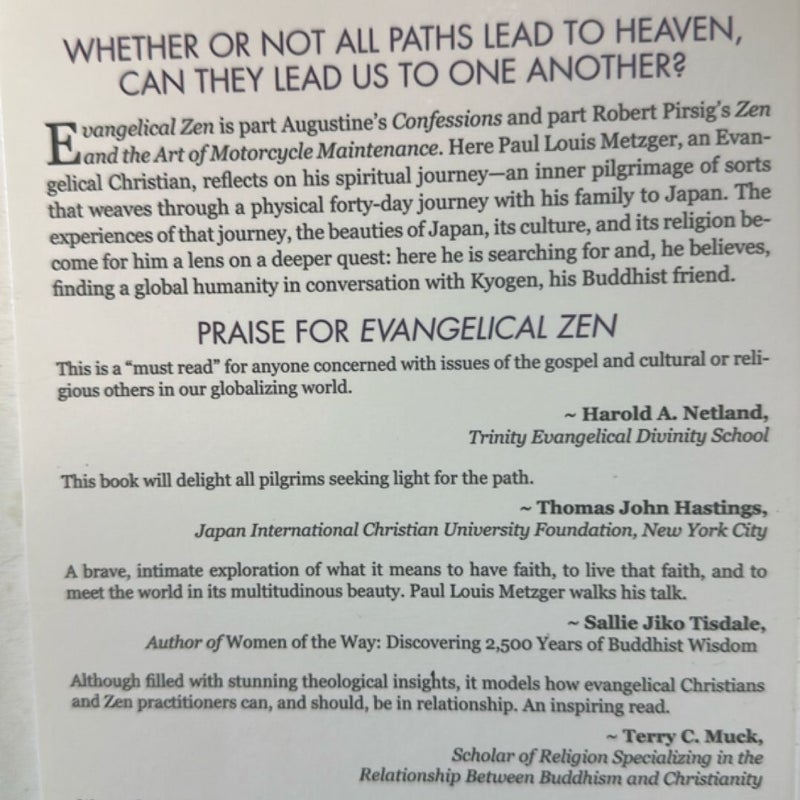 WHETHER OR NOT ALL PATHS LEAD TO HEAVEN,
CAN THEY LEAD US TO ONE ANOTHER?
Evangelical Zen is part Augustine's Confessions and part Robert Pirsig's Zen
and the Art of Motorcycle Maintenance. Here Paul Louis Metzger, an Evan-
gelical Christian, reflects on his spiritual journey—an inner pilgrimage of sorts
that weaves through a physical forty-day journey with his family to Japan. The
experiences of that journey, the beauties of Japan, its culture, and its religion be-
come for him a lens on a deeper quest: here he is searching for and, he believes,
finding a global humanity in conversation with Kyogen, his Buddhist friend.
PRAISE FOR EVANGELICAL ZEN
This is a "must read" for anyone concerned with issues of the gospel and cultural or reli-
gious others in our globalizing world.
~ Harold A. Netland,
Trinity Evangelical Divinity School
This book will delight all pilgrims seeking light for the path.
~ Thomas John Hastings,
Japan International Christian University Foundation, New York City
A brave, intimate exploration of what it means to have faith, to live that faith, and to
meet the world in its multitudinous beauty. Paul Louis Metzger walks his talk.
~ Sallie Jiko Tisdale,
Author of Women of the Way: Discovering 2,500 Years of Buddhist Wisdom
Although filled with stunning theological insights, it models how evangelical Christians
and Zen practitioners can, and should, be in relationship. An inspiring read.
~ Terry C. Muck,
Scholar of Religion Specializing in the
Relationship Between Buddhism and Christianity